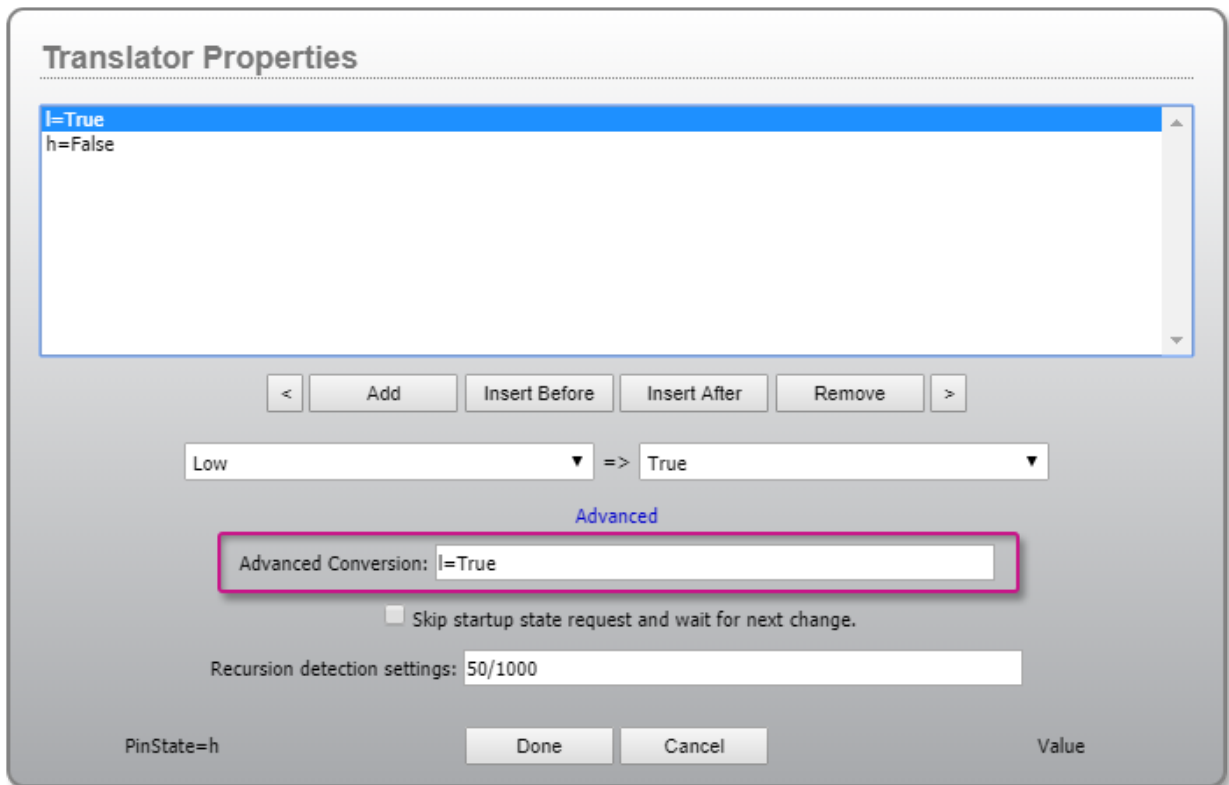 Translator Properties
l=True
h=False
< Add Insert Before Insert After Remove >
Low => True
Advanced
Advanced Conversion: l=True
Skip startup state request and wait for next change.
Recursion detection settings: 50/1000
PinState=h Done Cancel Value